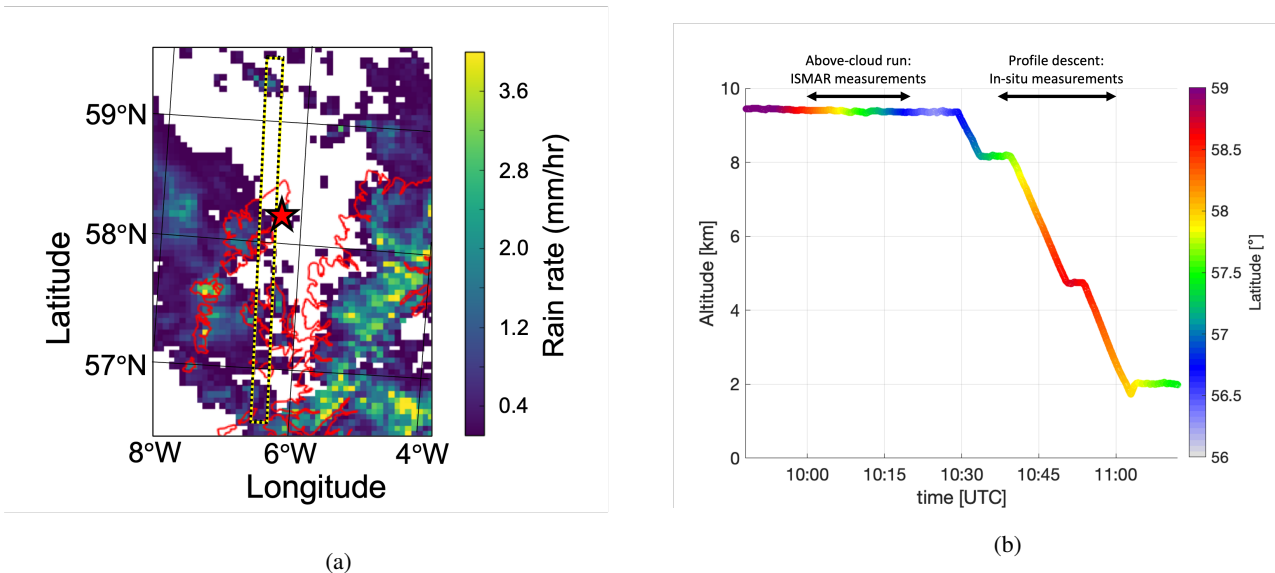 59°N
58°N
57°N
8°W
6°W
4°W
Latitude
Longitude
3.6
2.8
2.0
1.2
0.4
Rain rate (mm/hr)
(a)
Above-cloud run:
ISMAR measurements
Profile descent:
In-situ measurements
10
8
6
4
2
0
Altitude [km]
10:00
10:15
10:30
10:45
11:00
time [UTC]
59
58.5
58
57.5
57
56.5
56
Latitude [°]
(b)